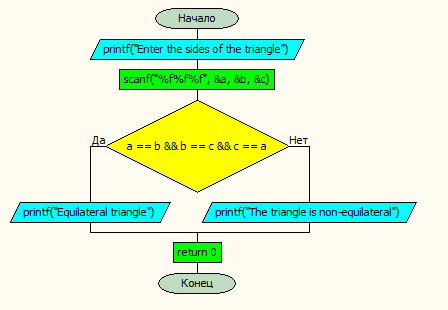 Начало
printf("Enter the sides of the triangle")
scanf("%f%f%f", &a, &b, &c)
Да
a == b && b == c && c == a
Нет
printf("Equilateral triangle")
printf("The triangle is non-equilateral")
return 0
Конец